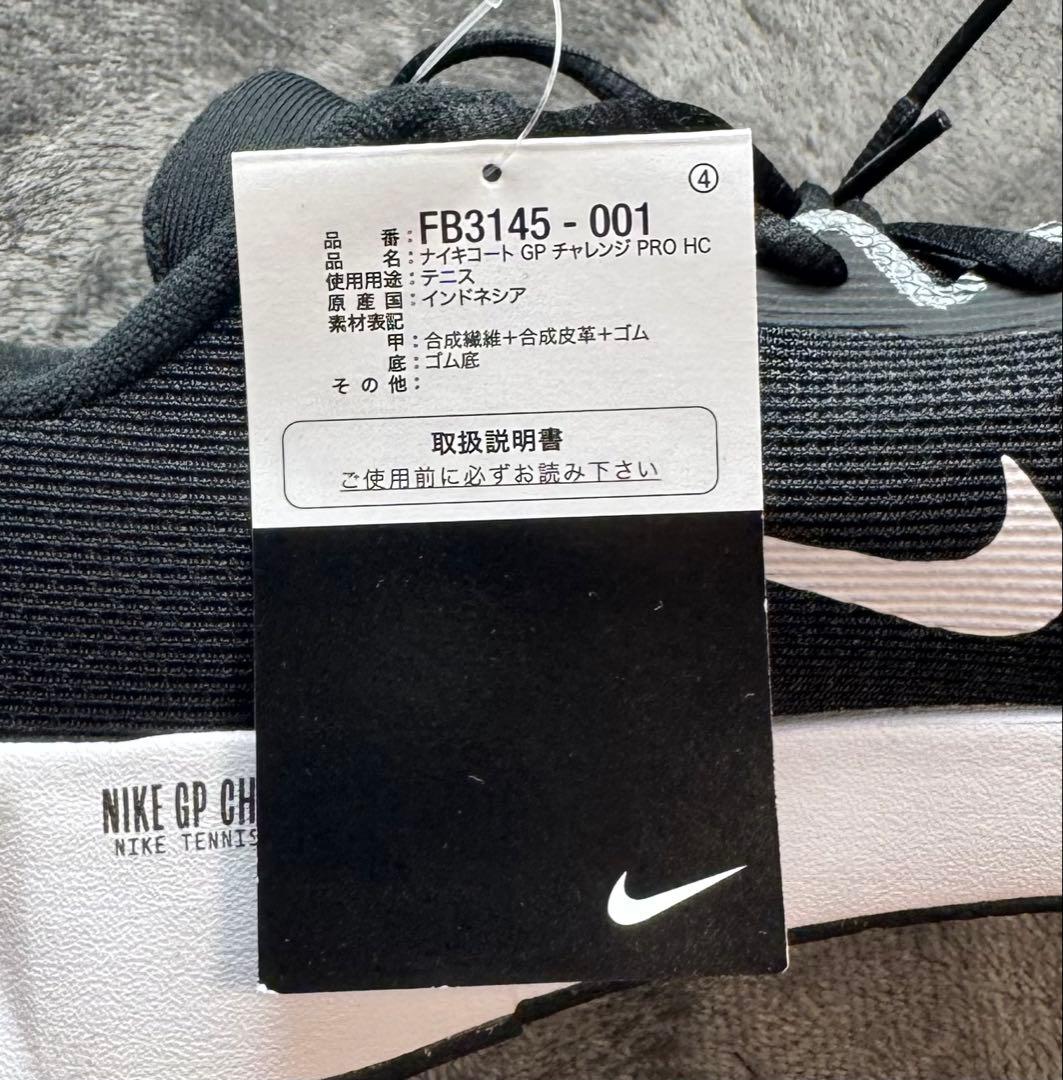 ④
品 番:FB3145 - 001
品 名:ナイキコート GP チャレンジ PRO HC
使用用途:テニス
原産国:インドネシア
素材表記
甲:合成繊維+合成皮革+ゴム
底:ゴム底
その他:
取扱説明書
ご使用前に必ずお読み下さい
NIKE GP CH
NIKE TENNIS